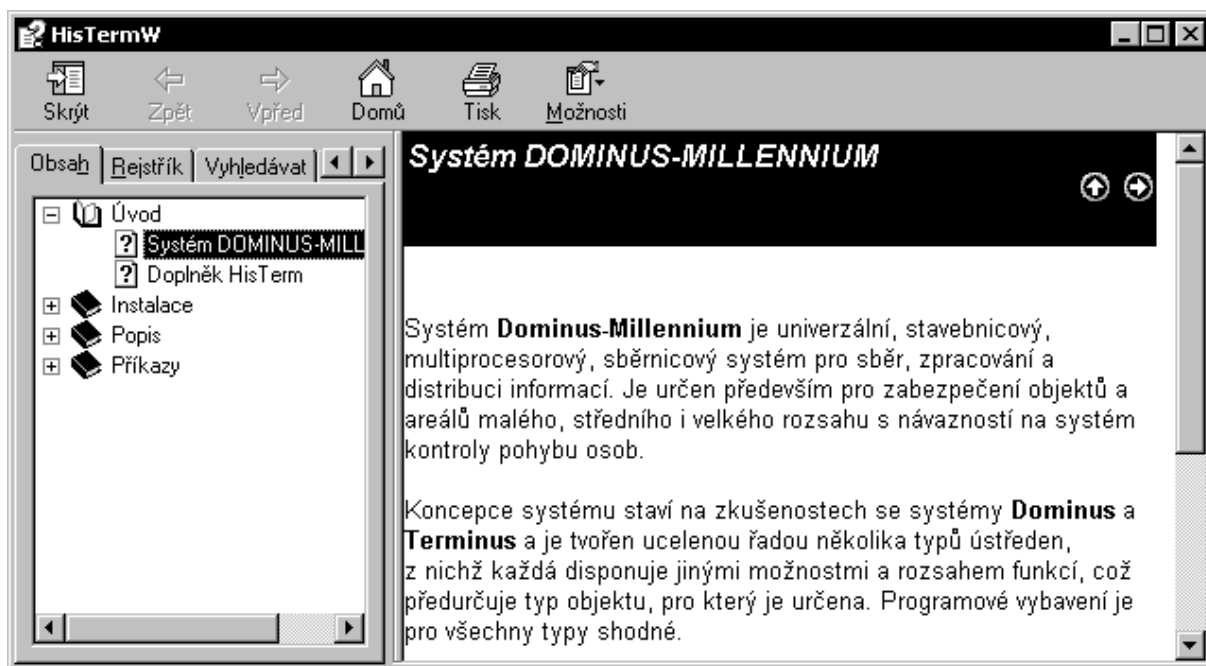 HisTermW
Skrýt Zpět Vpřed Domů Tisk Možnosti
Obsah Rejstřík Vyhledávat
Úvod
Systém DOMINUS-MILL
Doplněk HisTerm
Instalace
Popis
Příkazy
Systém DOMINUS-MILLENNIUM
Systém Dominus-Millennium je univerzální, stavebnicový,
multiprocesorový, sběrnicový systém pro sběr, zpracování a
distribuci informací. Je určen především pro zabezpečení objektů a
areálů malého, středního i velkého rozsahu s návazností na systém
kontroly pohybu osob.
Koncepce systému staví na zkušenostech se systémy Dominus a
Terminus a je tvořen ucelenou řadou několika typů ústředen,
z nichž každá disponuje jinými možnostmi a rozsahem funkcí, což
předurčuje typ objektu, pro který je určena. Programové vybavení je
pro všechny typy shodné.